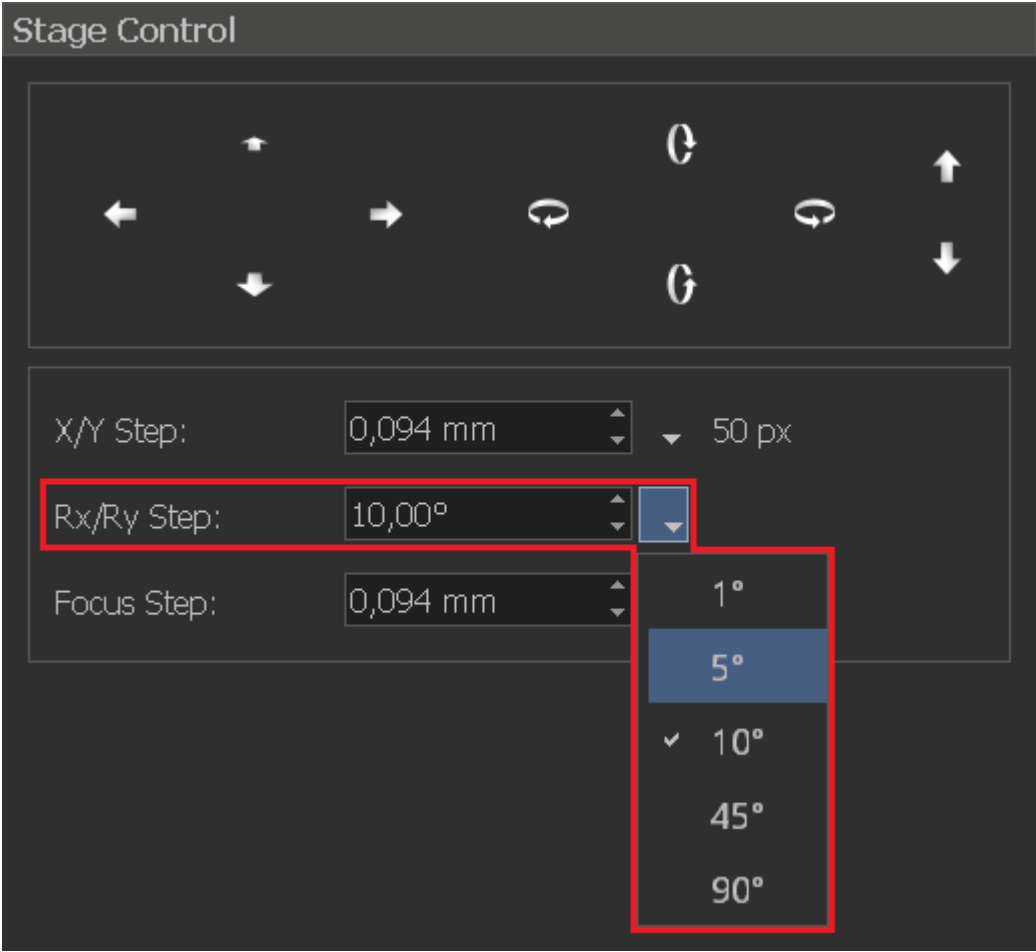 Stage Control
X/Y Step: 0,094 mm 50 px
Rx/Ry Step: 10,00º
Focus Step: 0,094 mm
1°
5°
10°
45°
90°